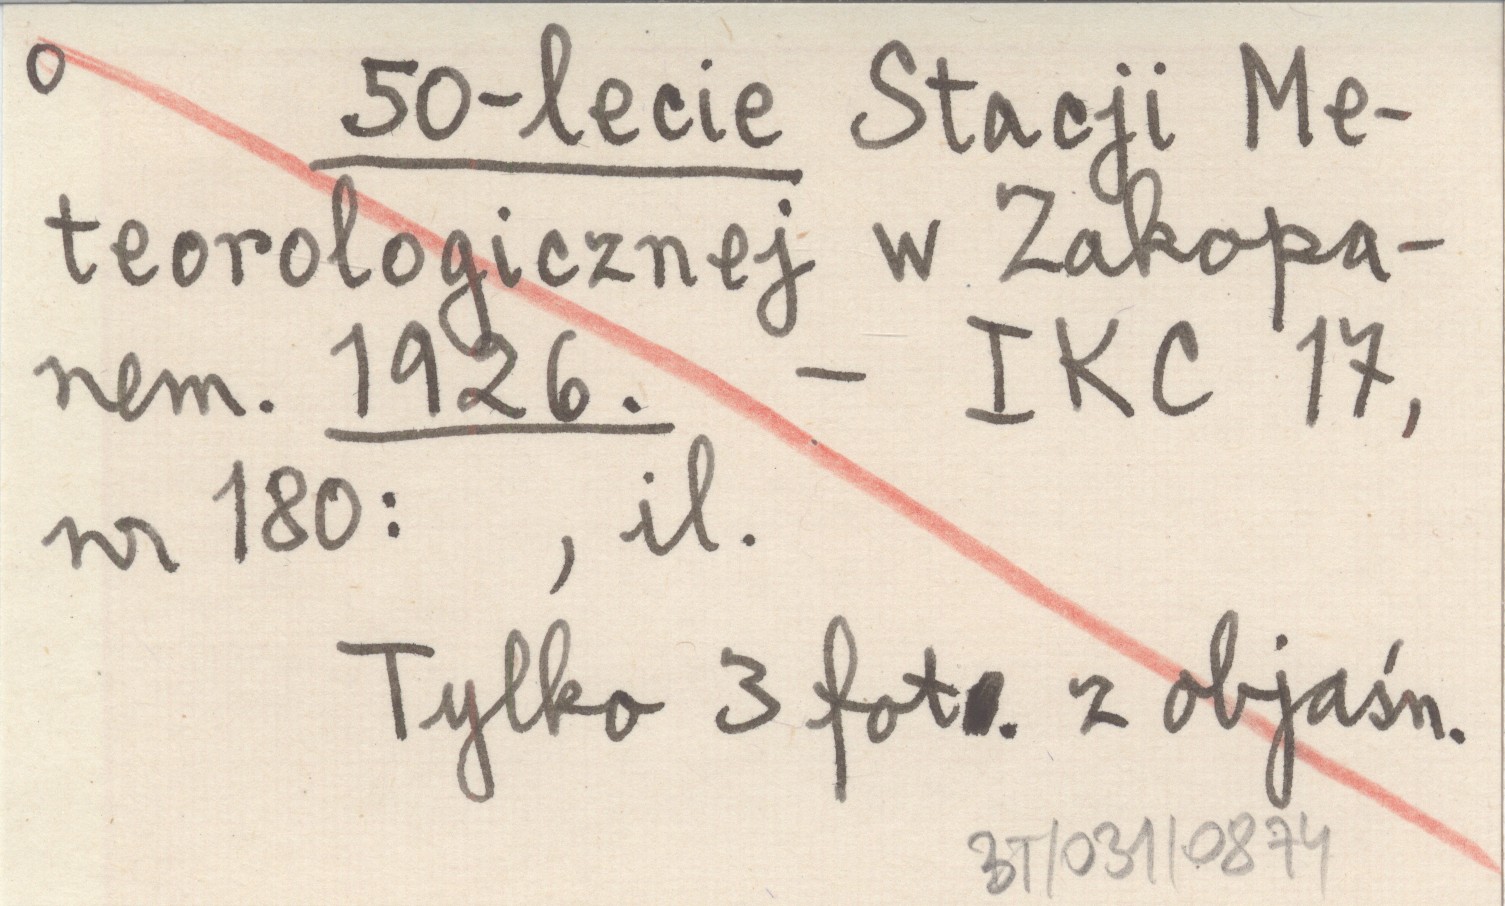 o 50-lecie Stacji Me-
teorologicznej w Zakopa-
nem. 1926. – IKC 17,
nr 180: , il.
Tylko 3 fot. z objaśn.
BT/031/0874